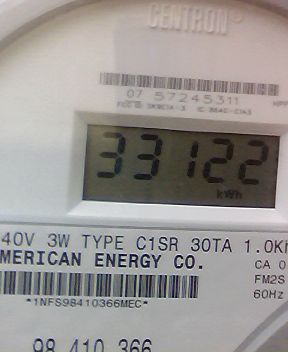 CENTRON®
07 57245311
33122
kWh
40V 3W TYPE C1SR 30TA 1.0Kh
MERICAN ENERGY CO.
CA 0
FM2S
60Hz
*1NFS98410366MEC*
98 410 366